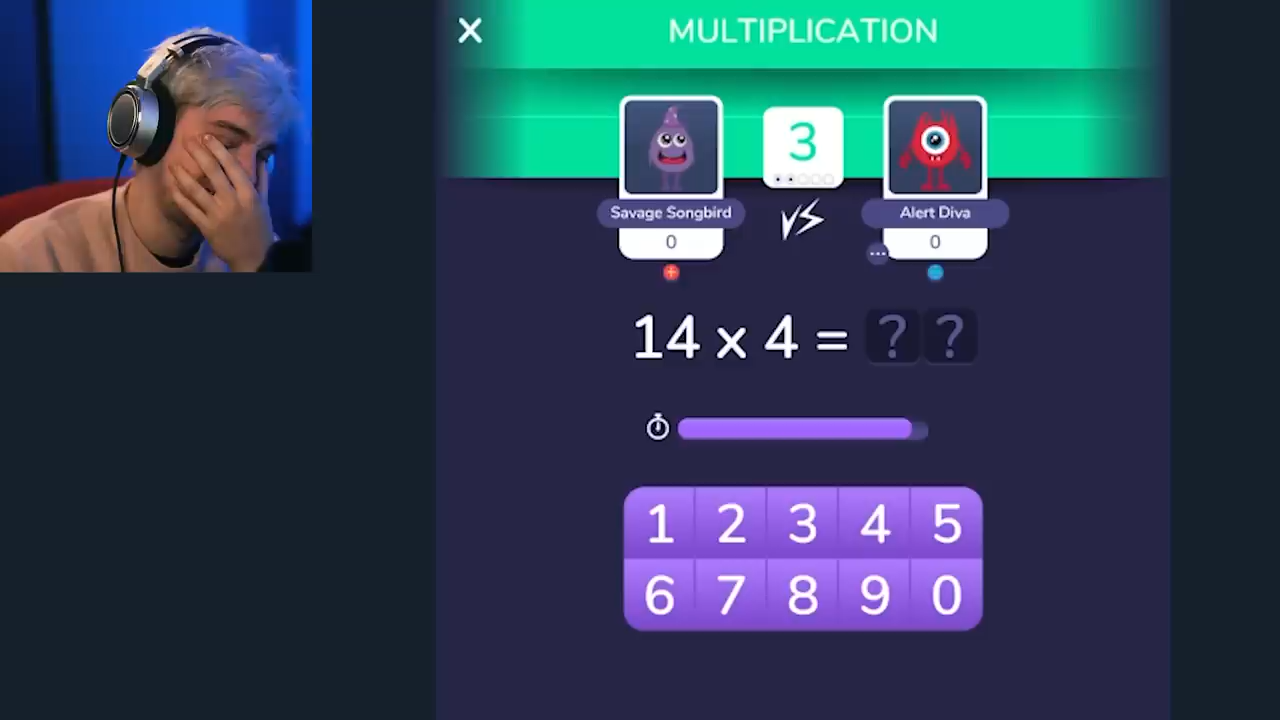 X MULTIPLICATION
3
Savage Songbird VS Alert Diva
0 0
14 x 4 = ? ?
1 2 3 4 5
6 7 8 9 0